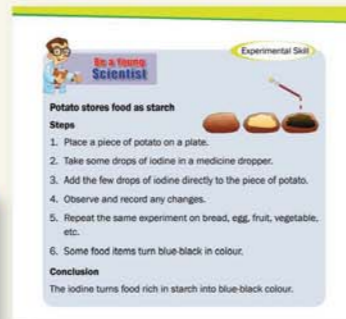 Experimental Skill
Be a Young
Scientist
Potato stores food as starch
Steps
1. Place a piece of potato on a plate.
2. Take some drops of iodine in a medicine dropper.
3. Add the few drops of iodine directly to the piece of potato.
4. Observe and record any changes.
5. Repeat the same experiment on bread, egg, fruit, vegetable,
etc.
6. Some food items turn blue-black in colour.
Conclusion
The iodine turns food rich in starch into blue-black colour.